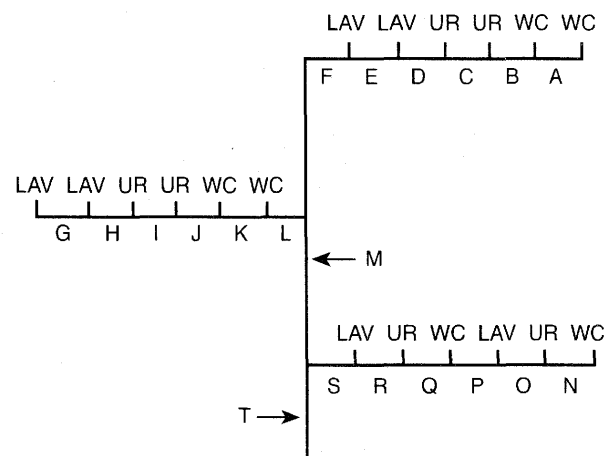 LAV LAV UR UR WC WC
F E D C B A
LAV LAV UR UR WC WC
G H I J K L
M
LAV UR WC LAV UR WC
S R Q P O N
T